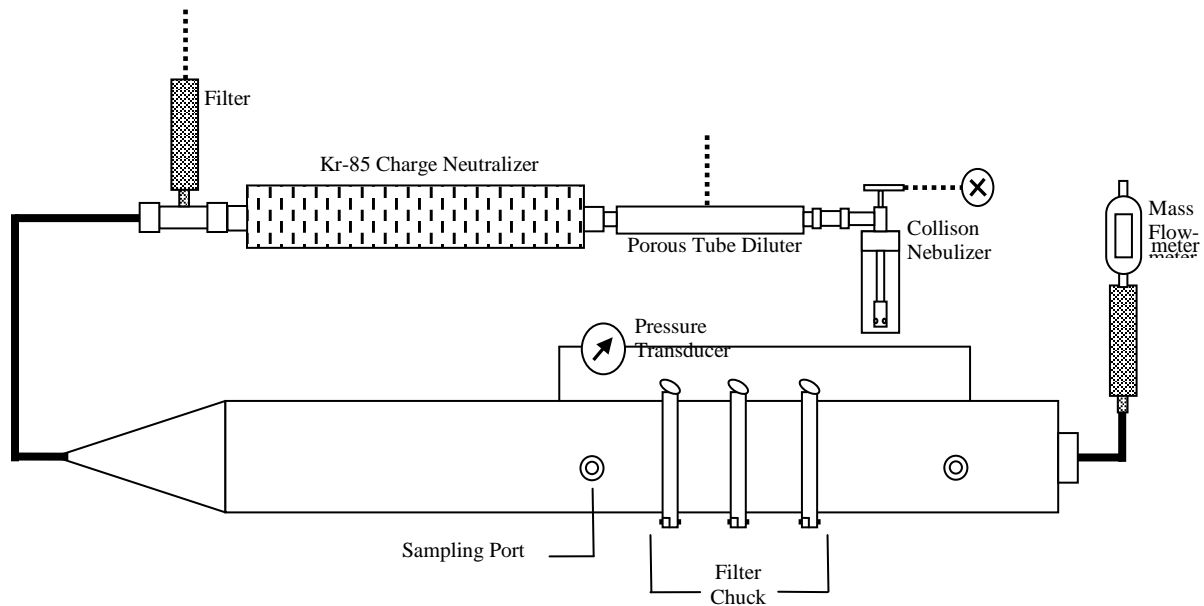 Filter
Kr-85 Charge Neutralizer
Porous Tube Diluter
Collison
Nebulizer
Mass
Flow-
meter
meter
Pressure
Transducer
Sampling Port
Filter
Chuck